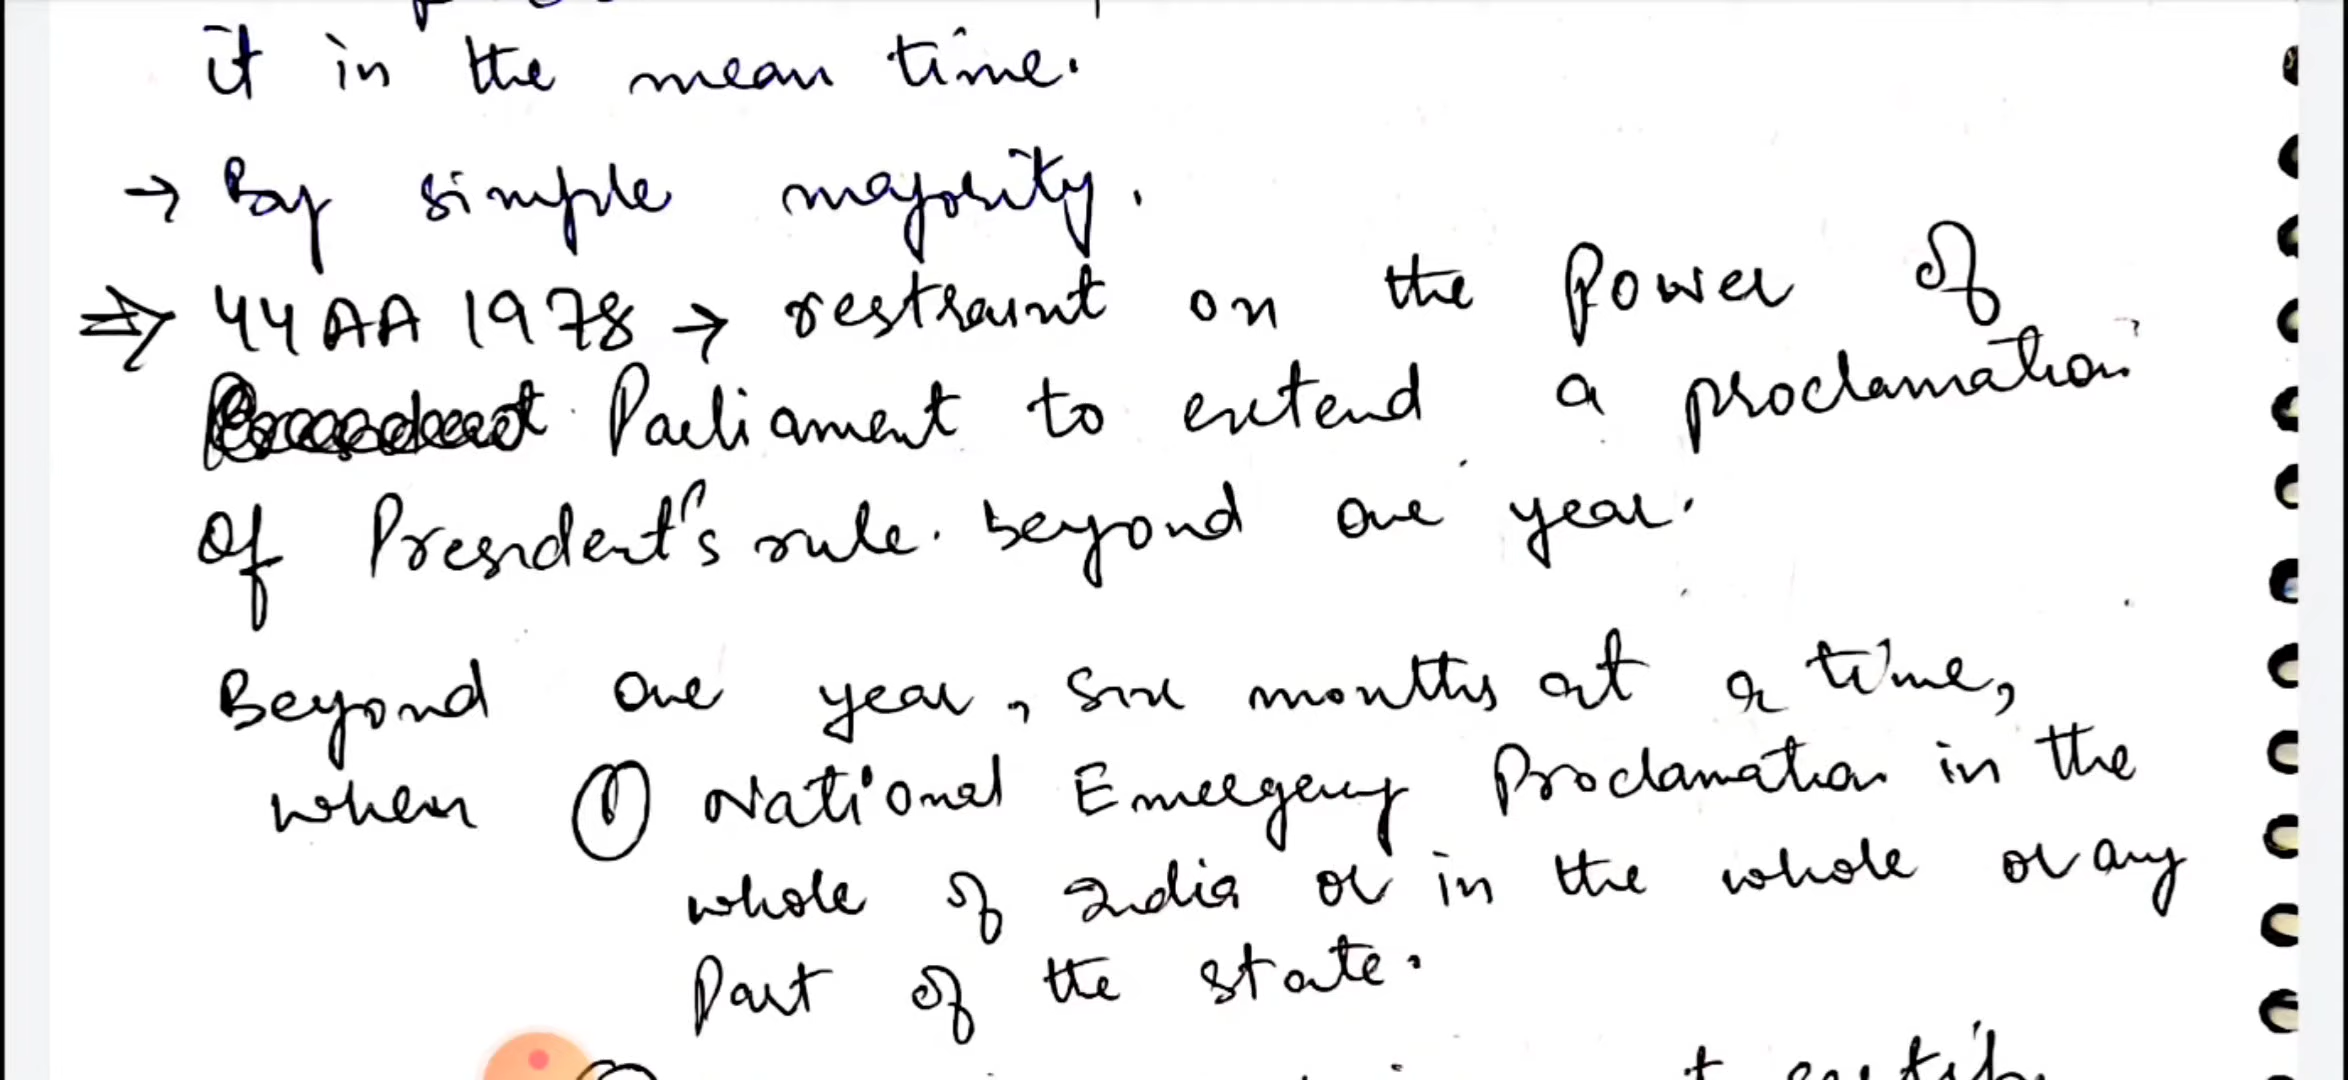 it in the mean time.
→ By simple majority.
⇒ 44 AA 1978 → restraint on the Power of
Parliament to extend a proclamation
of President's rule. beyond one year.
Beyond one year, Six months at a time,
when ① National Emergency Proclamation in the
whole of India or in the whole or any
Part of the state.